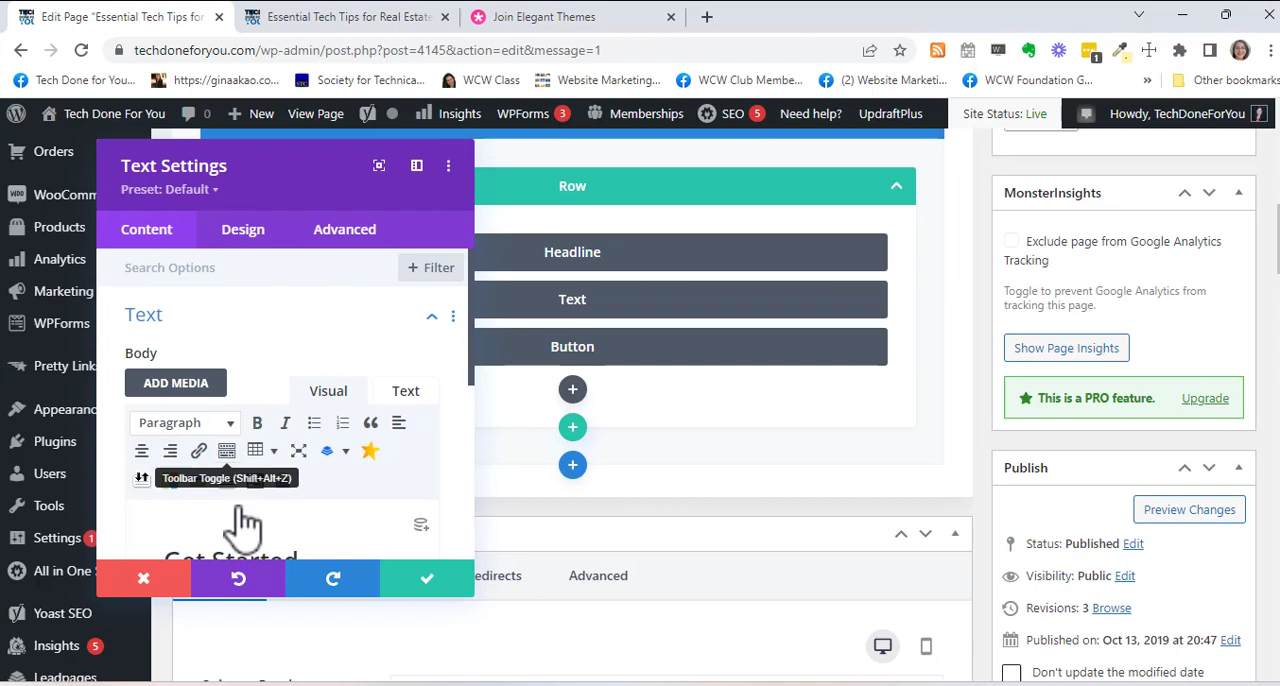 Edit Page "Essential Tech Tips for
Essential Tech Tips for Real Estate
Join Elegant Themes
techdoneforyou.com/wp-admin/post.php?post=4145&action=edit&message=1
1
Tech Done for You...
https://ginaakao.co...
Society for Technica...
WCW Class
Website Marketing...
WCW Club Membe...
(2) Website Marketi...
WCW Foundation G...
»
Other bookmarks
Tech Done For You
0
New
View Page
Insights
WPForms 3
Memberships
SEO 5
Need help?
UpdraftPlus
Site Status: Live
Howdy, TechDoneForYou
Orders
WooComm
Products
Analytics
Marketing
WPForms
Pretty Link
Appearanc
Plugins
Users
Tools
Settings 1
All in One S
Yoast SEO
Insights 5
Leadpages
Text Settings
Preset: Default
Content
Design
Advanced
Search Options
+ Filter
Text
Body
ADD MEDIA
Visual
Text
Paragraph
B
I
Toolbar Toggle (Shift+Alt+Z)
Get Started
Row
Headline
Text
Button
edirects
Advanced
MonsterInsights
Exclude page from Google Analytics
Tracking
Toggle to prevent Google Analytics from
tracking this page.
Show Page Insights
This is a PRO feature.
Upgrade
Publish
Preview Changes
Status: Published Edit
Visibility: Public Edit
Revisions: 3 Browse
Published on: Oct 13, 2019 at 20:47 Edit
Don't update the modified date